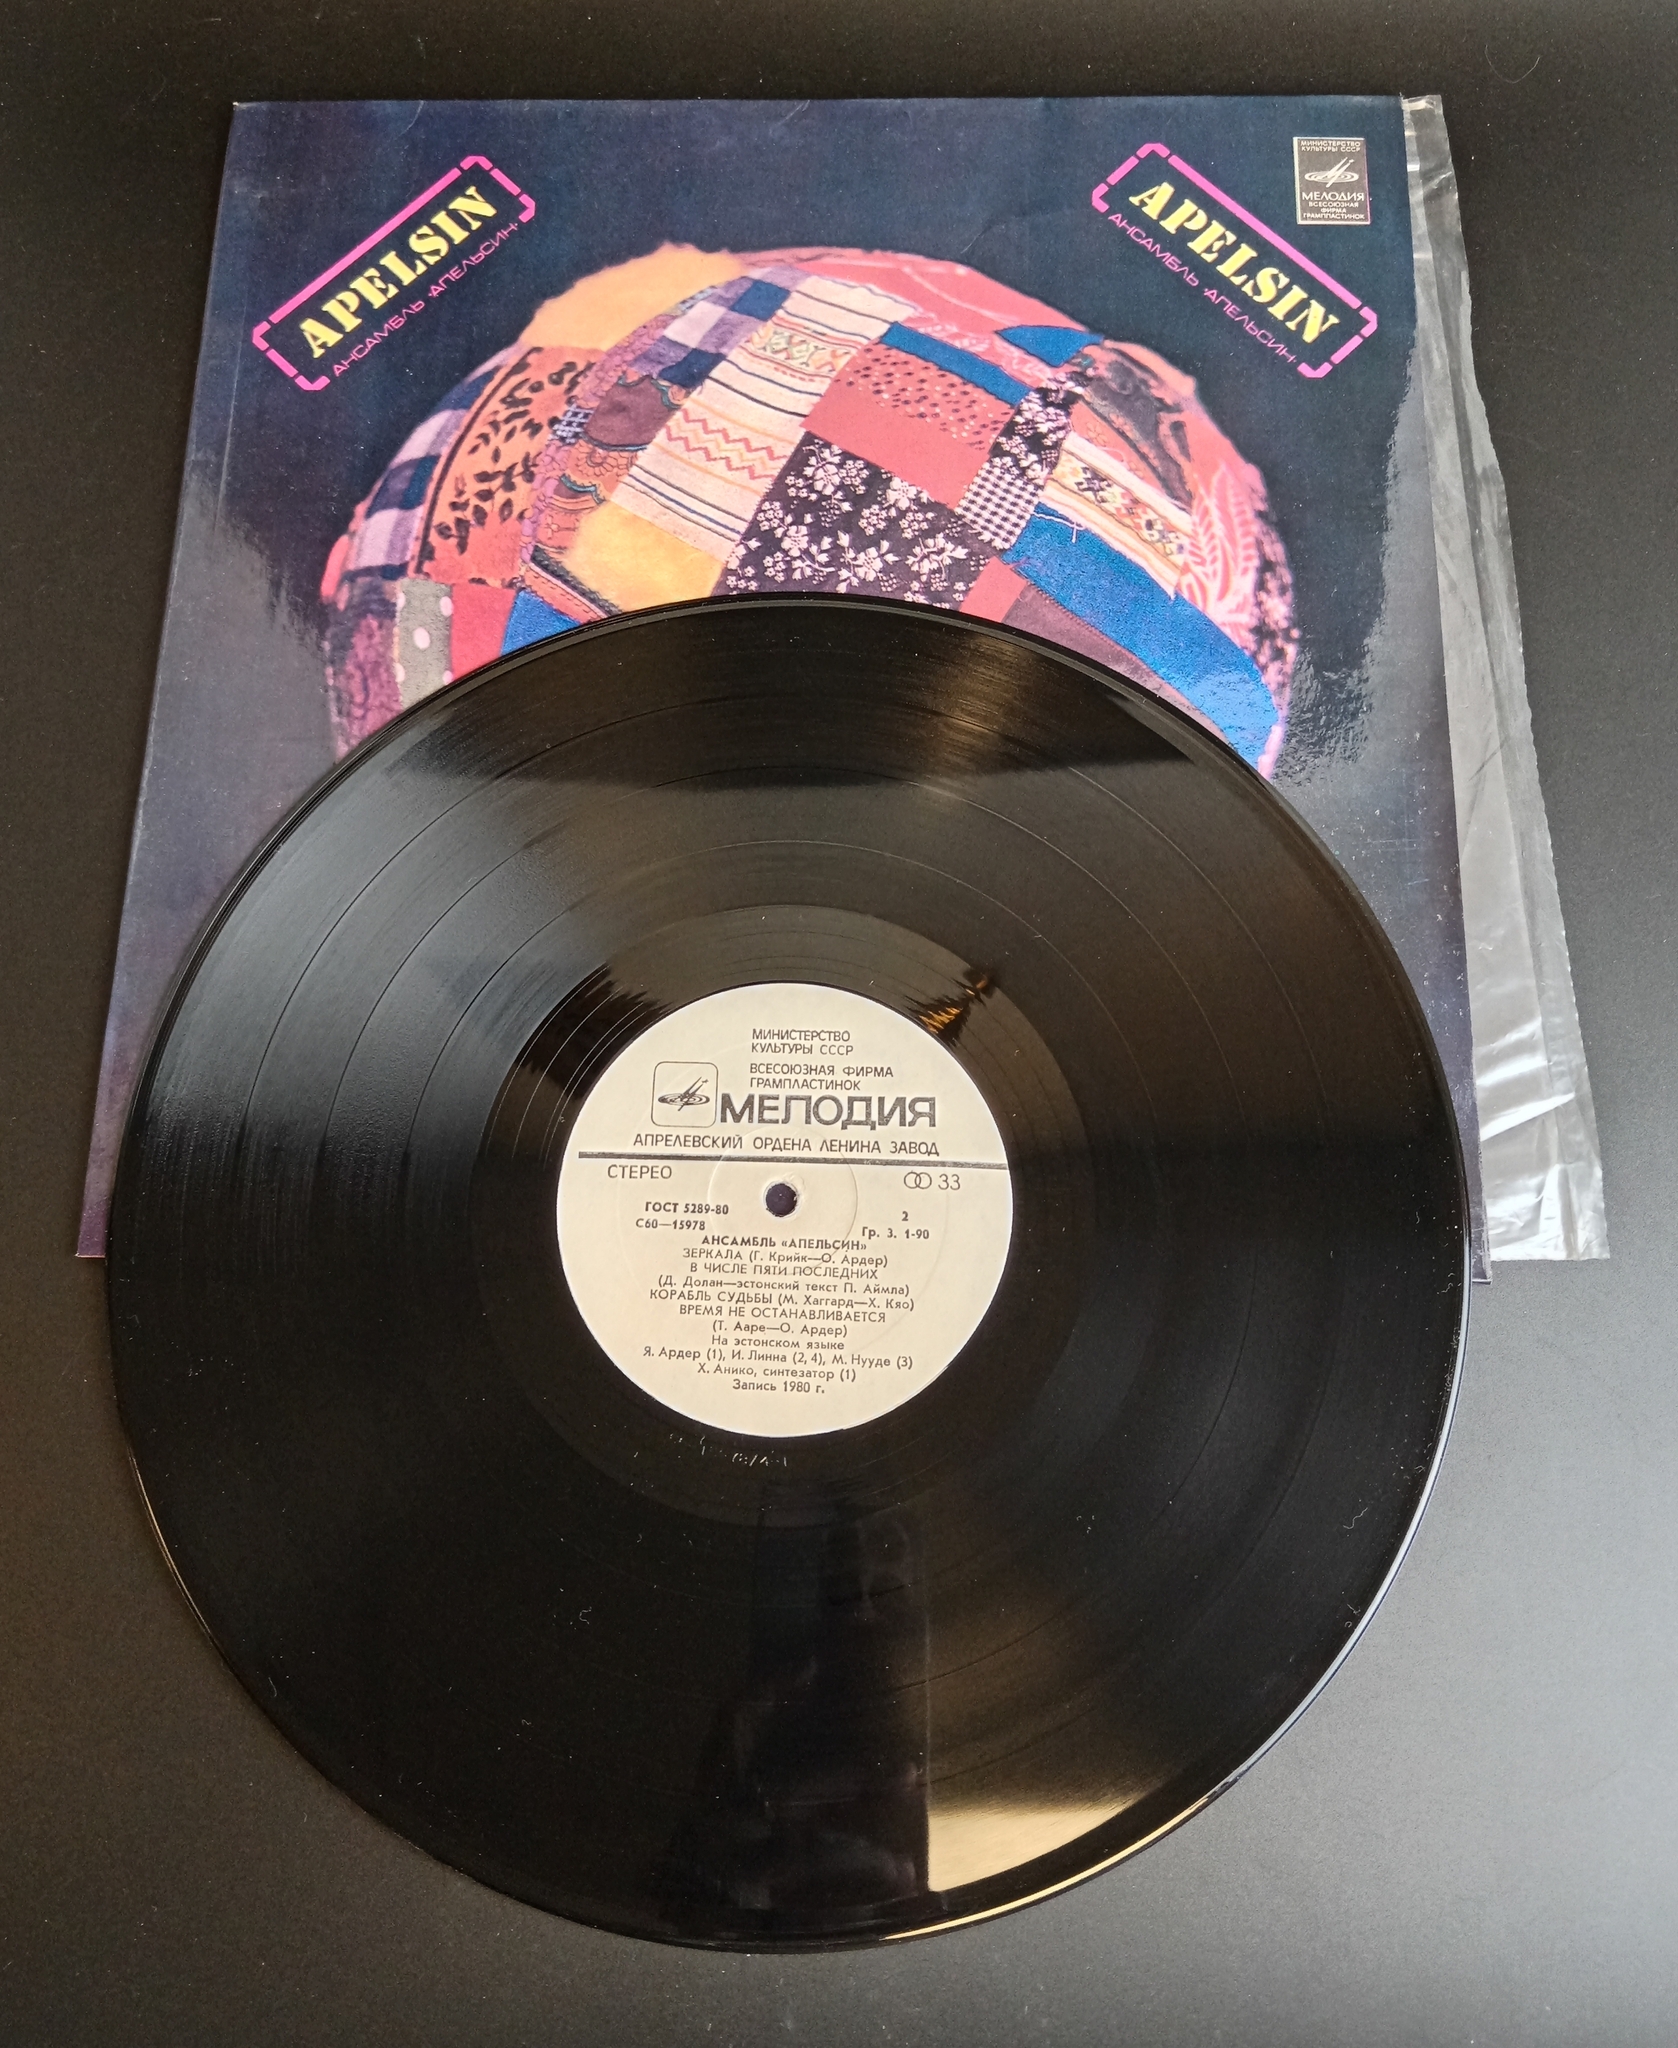 APELSIN
АНСАМБЛЬ «АПЕЛЬСИН»
APELSIN
АНСАМБЛЬ «АПЕЛЬСИН»
МИНИСТЕРСТВО
КУЛЬТУРЫ СССР
МЕЛОДИЯ
ВСЕСОЮЗНАЯ
ФИРМА
ГРАМПЛАСТИНОК
МИНИСТЕРСТВО
КУЛЬТУРЫ СССР
ВСЕСОЮЗНАЯ ФИРМА
ГРАМПЛАСТИНОК
МЕЛОДИЯ
АПРЕЛЕВСКИЙ ОРДЕНА ЛЕНИНА ЗАВОД
СТЕРЕО 33
ГОСТ 5289-80 2
С60—15978 Гр. 3. 1-90
АНСАМБЛЬ «АПЕЛЬСИН»
ЗЕРКАЛА (Г. Крийк—О. Ардер)
В ЧИСЛЕ ПЯТИ ПОСЛЕДНИХ
(Д. Долан—эстонский текст П. Аймла)
КОРАБЛЬ СУДЬБЫ (М. Хаггард—Х. Кяо)
ВРЕМЯ НЕ ОСТАНАВЛИВАЕТСЯ
(Т. Ааре—О. Ардер)
На эстонском языке
Я. Ардер (1), И. Линна (2, 4), М. Нууде (3)
Х. Анико, синтезатор (1)
Запись 1980 г.